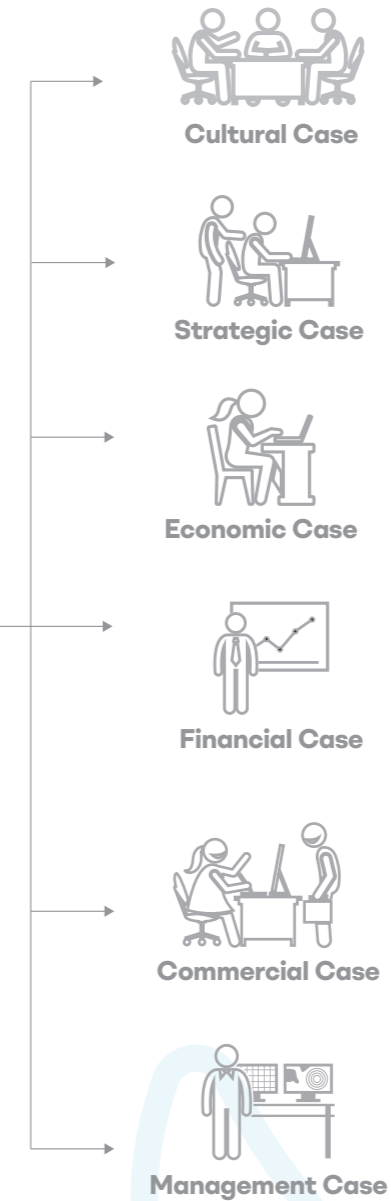 Cultural Case
Strategic Case
Economic Case
Financial Case
Commercial Case
Management Case